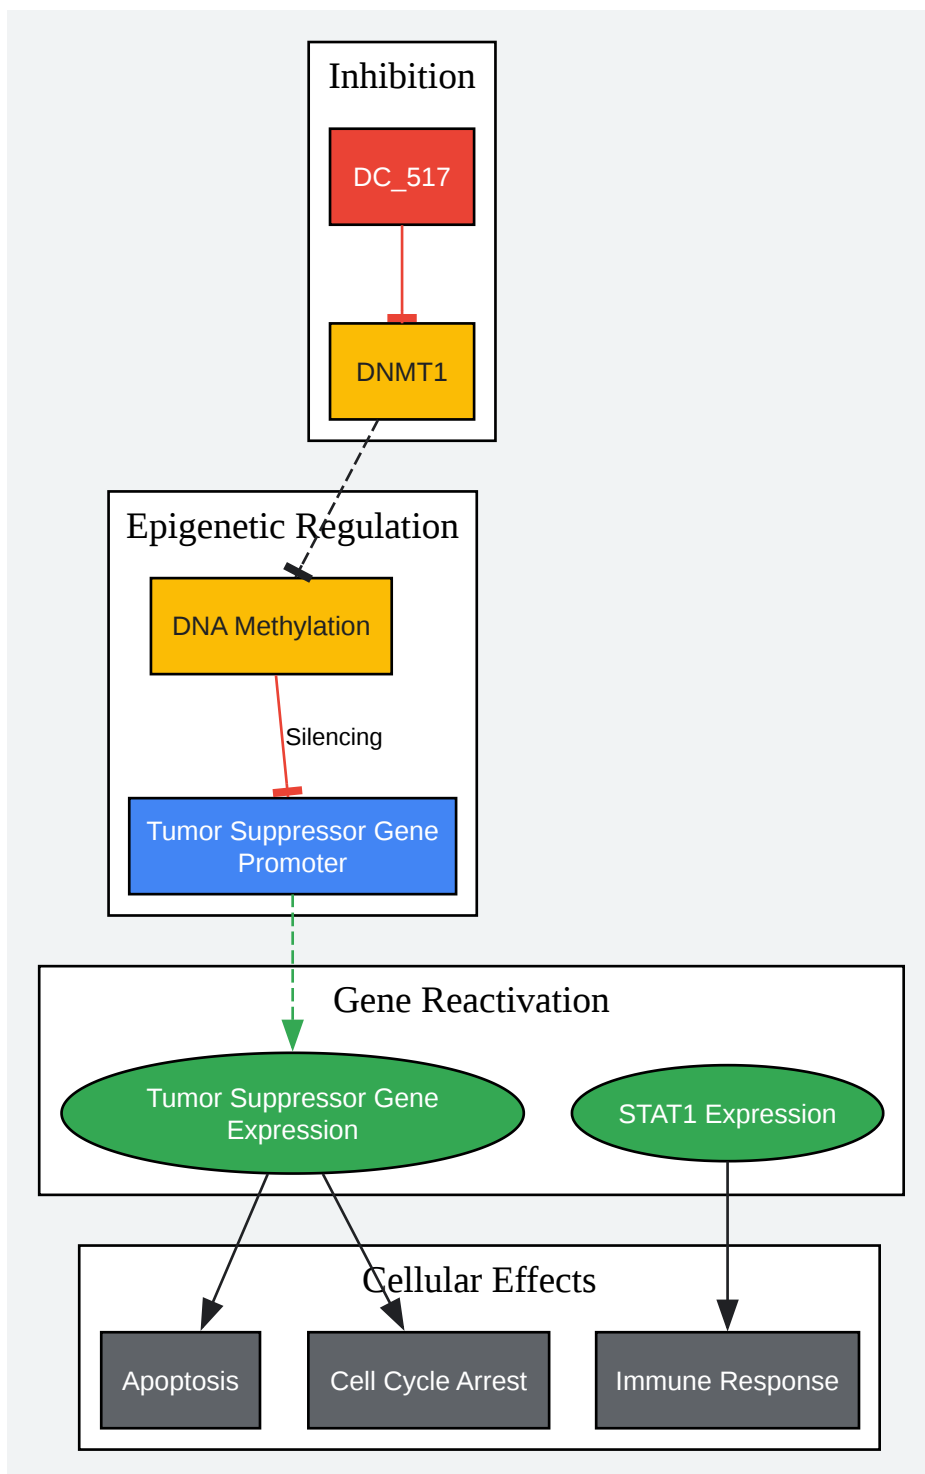 Inhibition
DC_517
DNMT1
Epigenetic Regulation
DNA Methylation
Silencing
Tumor Suppressor Gene
Promoter
Gene Reactivation
Tumor Suppressor Gene
Expression
STAT1 Expression
Cellular Effects
Apoptosis
Cell Cycle Arrest
Immune Response